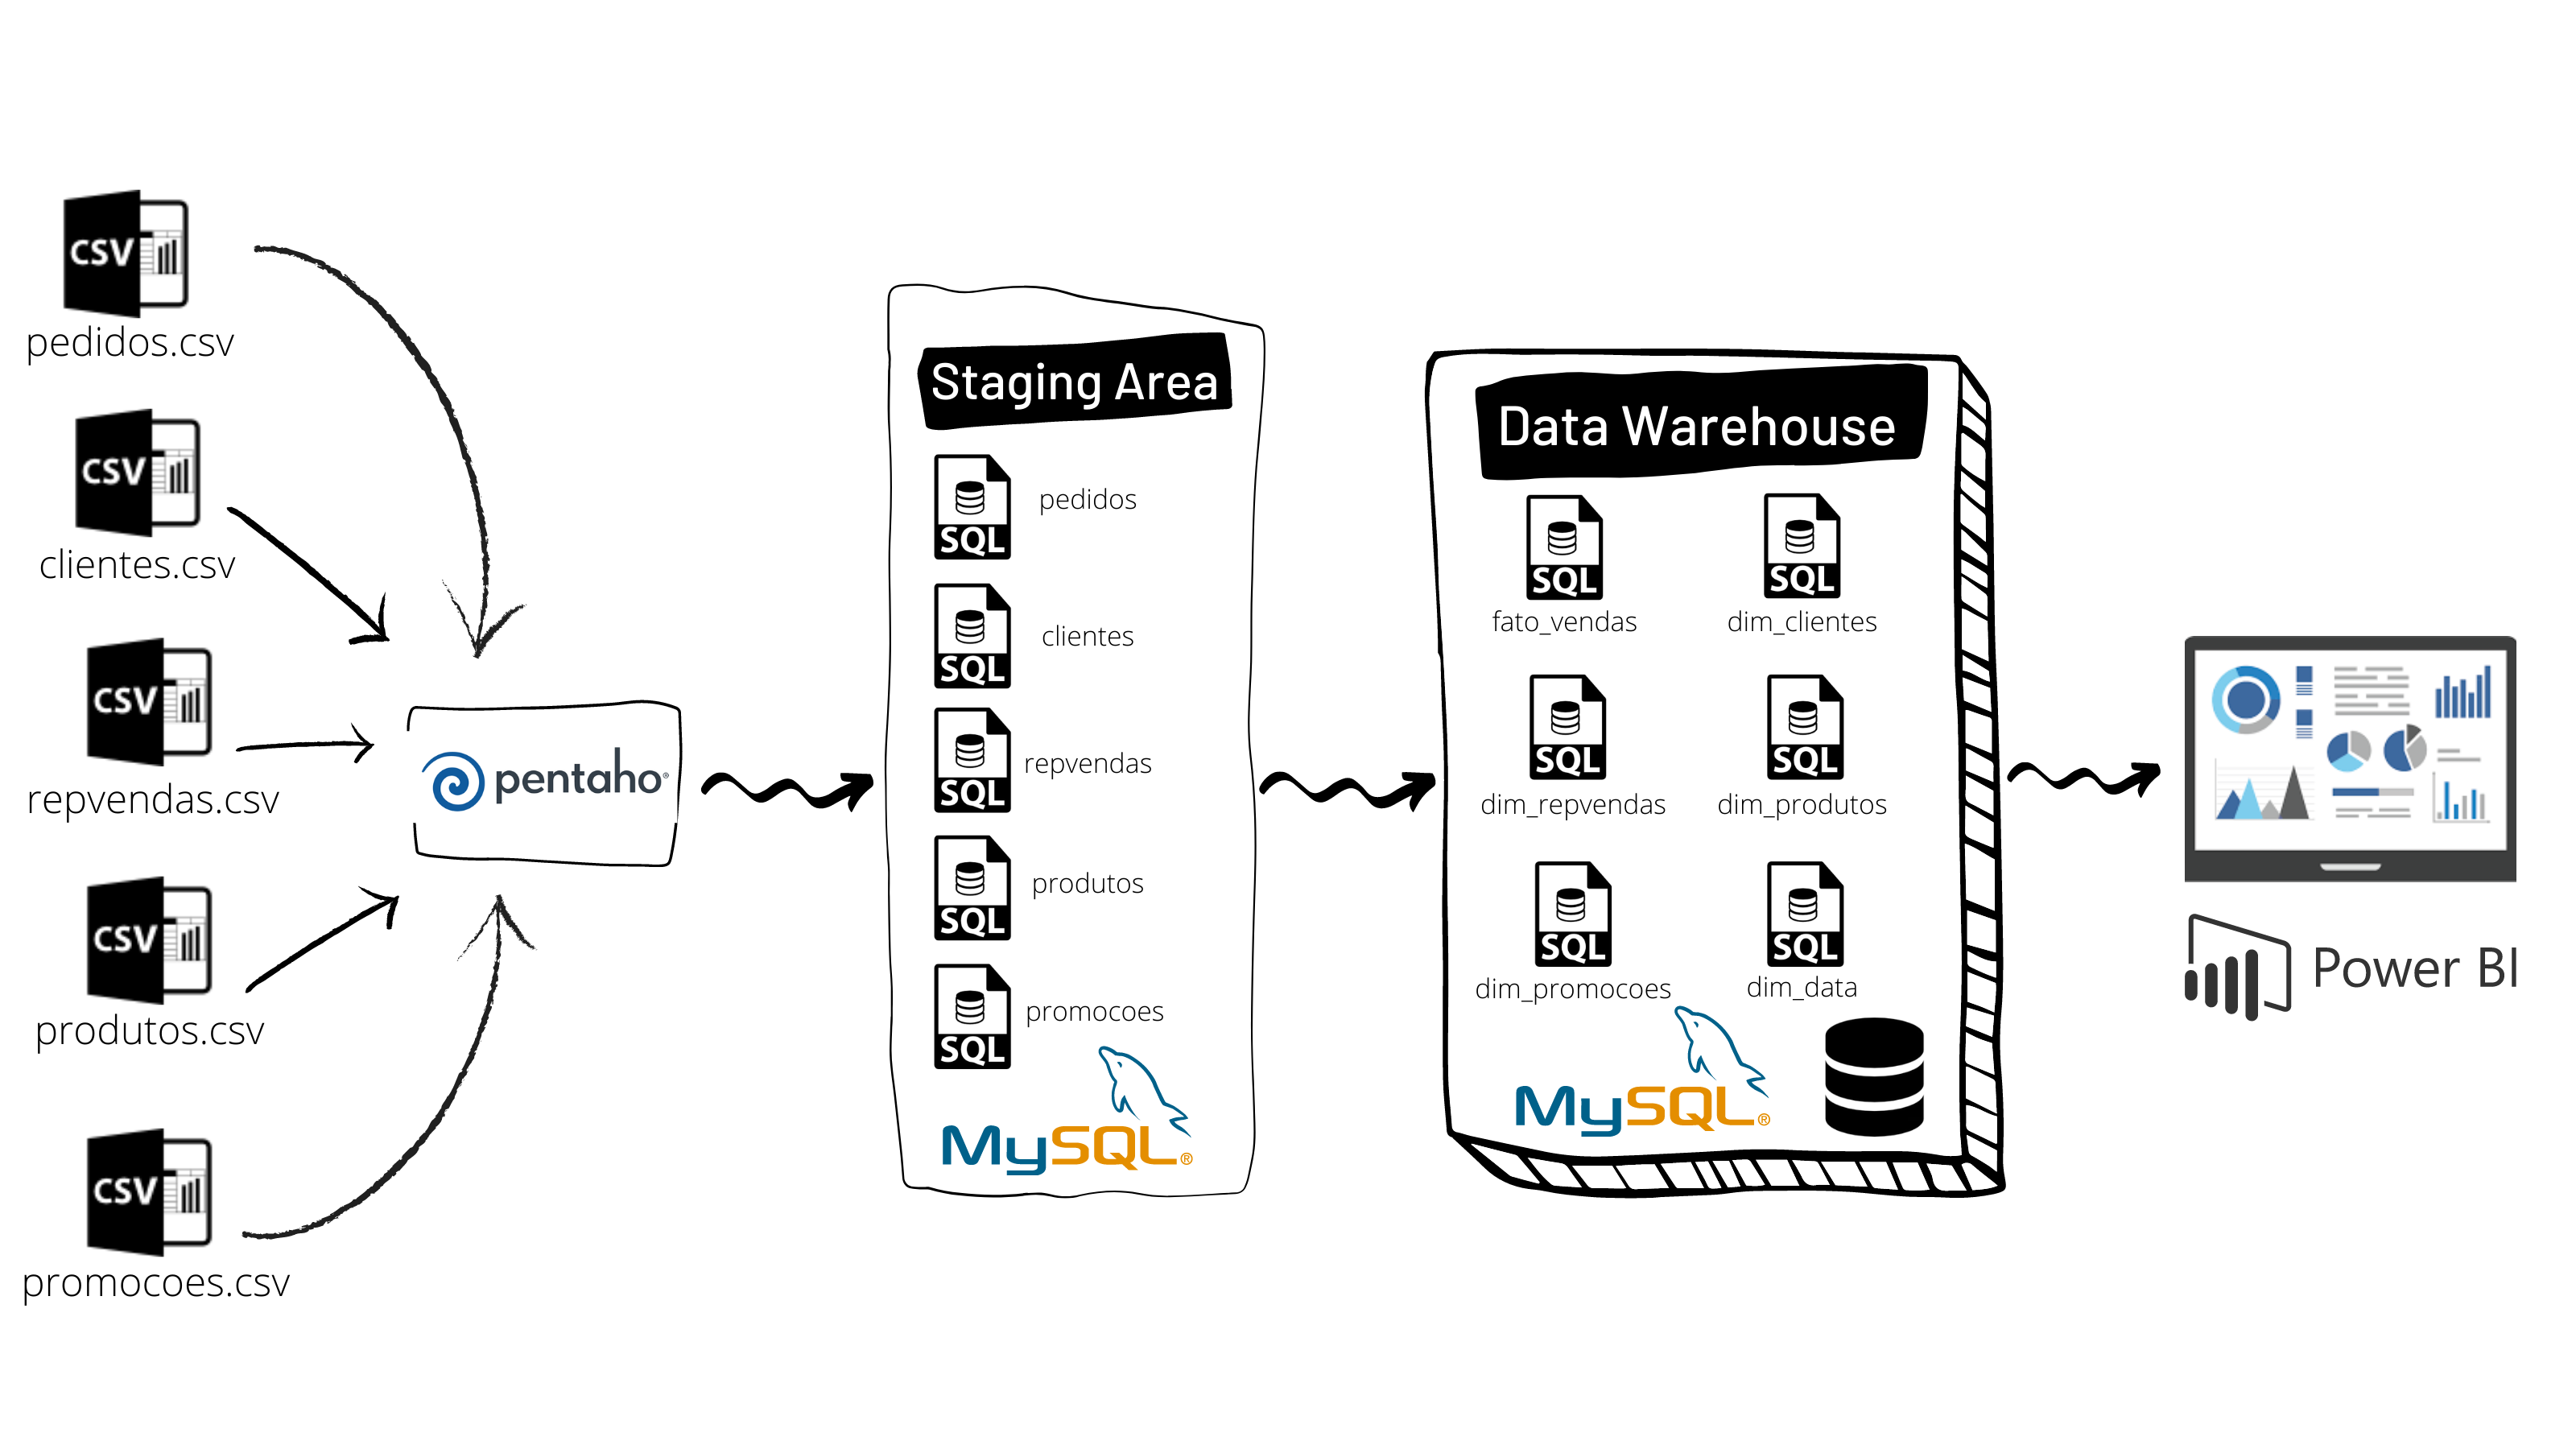 CSV
pedidos.csv
CSV
clientes.csv
CSV
repvendas.csv
CSV
produtos.csv
CSV
promocoes.csv
pentaho®
Staging Area
SQL
pedidos
SQL
clientes
SQL
repvendas
SQL
produtos
SQL
promocoes
MySQL®
Data Warehouse
SQL
fato_vendas
SQL
dim_clientes
SQL
dim_repvendas
SQL
dim_produtos
SQL
dim_promocoes
SQL
dim_data
MySQL®
Power BI